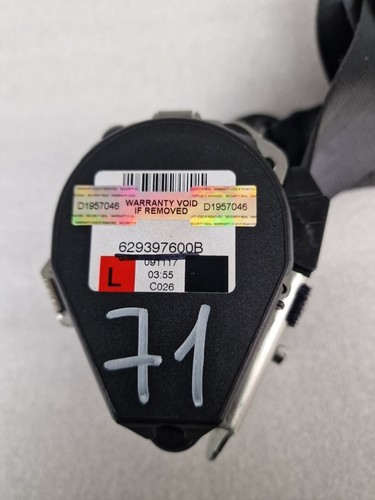 D1957046 WARRANTY VOID D1957046
IF REMOVED
629397600B
091117
L 03:55
C026
71